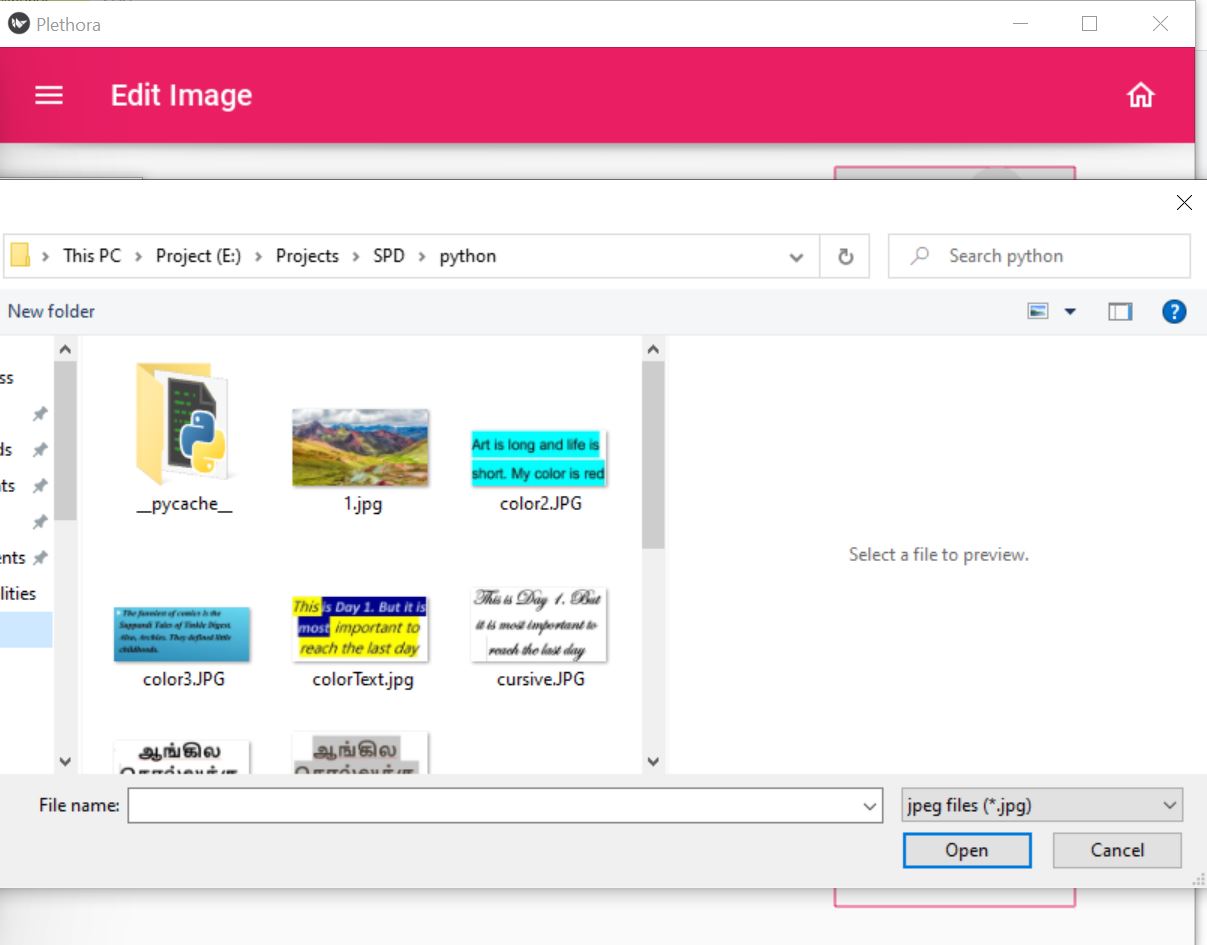 Plethora
Edit Image
This PC > Project (E:) > Projects > SPD > python
Search python
New folder
ss
ds
nts
ents
lities
__pycache__
1.jpg
Art is long and life is
short. My color is red
color2.JPG
The funniest of comics is the
Suppandi Tales of Tinkle Digest.
Also, Archies. They defined little
childhoods.
color3.JPG
This is Day 1. But it is
most important to
reach the last day
colorText.jpg
This is Day 1. But
it is most important to
reach the last day
cursive.JPG
ஆங்கில
ஆங்கில
Select a file to preview.
File name:
jpeg files (*.jpg)
Open
Cancel